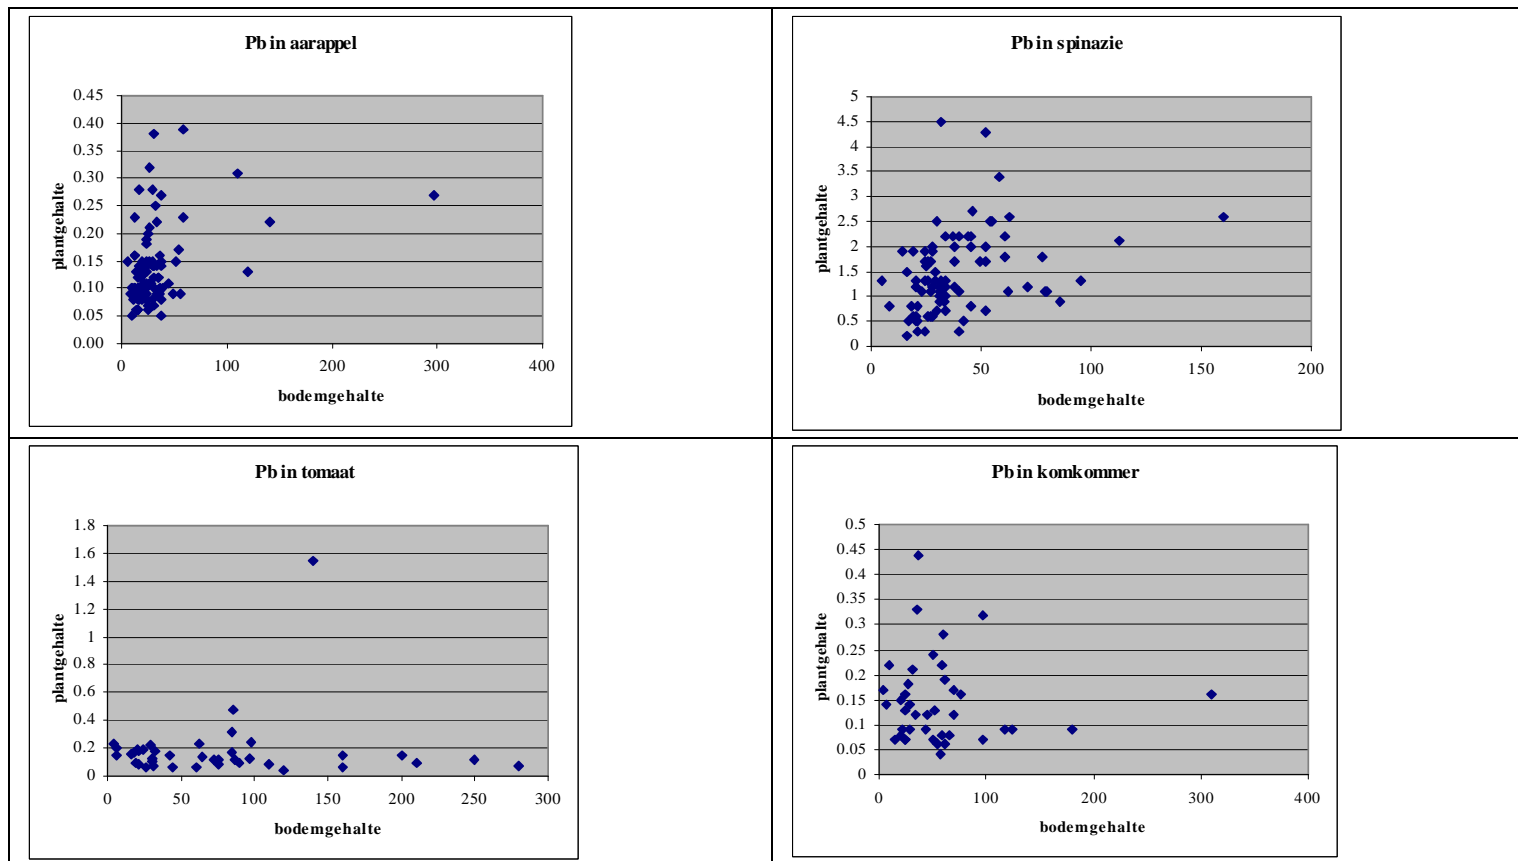 Pb in aarappel
0.45
0.40
0.35
0.30
0.25
0.20
0.15
0.10
0.05
0.00
plantgehalte
0 100 200 300 400
bodemgehalte
Pb in spinazie
5
4.5
4
3.5
3
2.5
2
1.5
1
0.5
0
plantgehalte
0 50 100 150 200
bodemgehalte
Pb in tomaat
1.8
1.6
1.4
1.2
1
0.8
0.6
0.4
0.2
0
plantgehalte
0 50 100 150 200 250 300
bodemgehalte
Pb in komkommer
0.5
0.45
0.4
0.35
0.3
0.25
0.2
0.15
0.1
0.05
0
plantgehalte
0 100 200 300 400
bodemgehalte